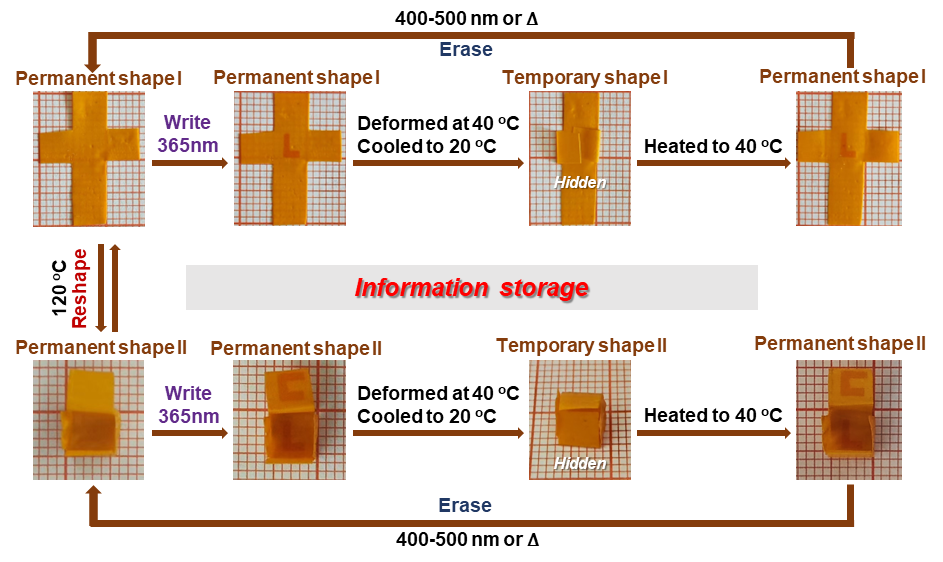 400-500 nm or Δ
Erase
Permanent shape I
Permanent shape I
Temporary shape I
Permanent shape I
Write
365nm
Deformed at 40 °C
Cooled to 20 °C
Heated to 40 °C
L
Hidden
L
120 °C
Reshape
Information storage
Permanent shape II
Permanent shape II
Temporary shape II
Permanent shape II
Write
365nm
Deformed at 40 °C
Cooled to 20 °C
Heated to 40 °C
Hidden
Erase
400-500 nm or Δ